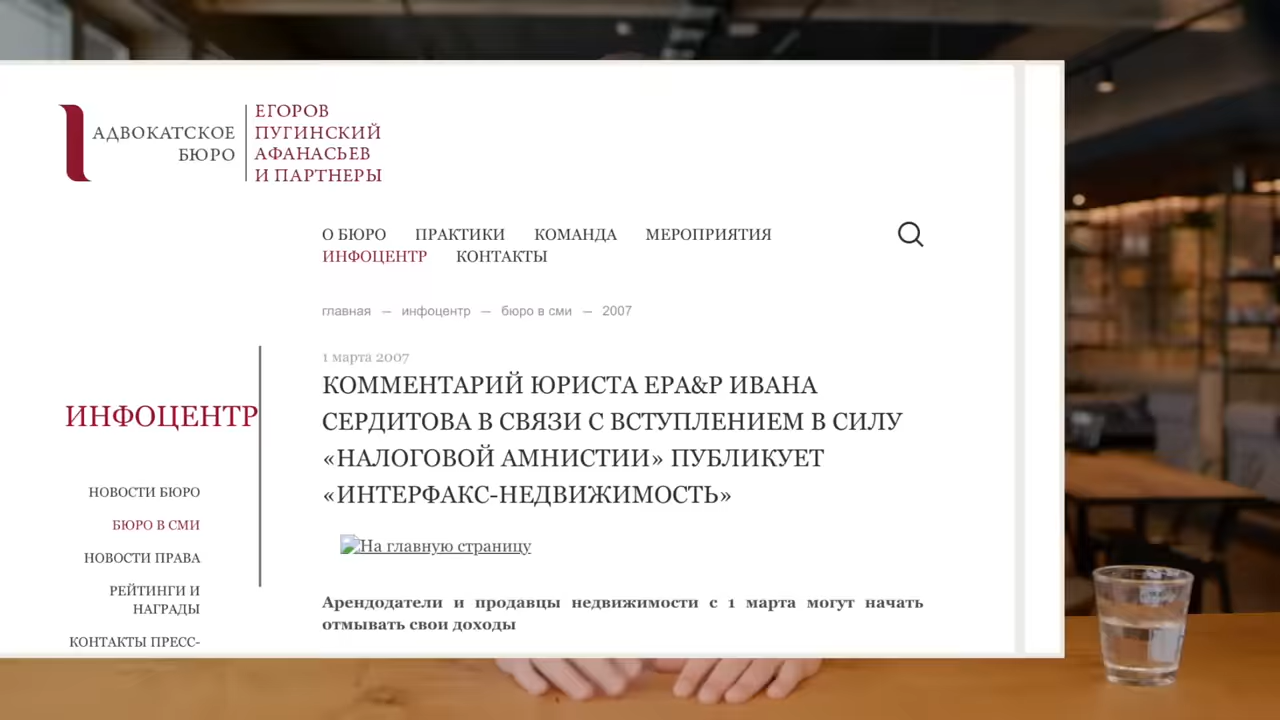 АДВОКАТСКОЕ
БЮРО
ЕГОРОВ
ПУГИНСКИЙ
АФАНАСЬЕВ
И ПАРТНЕРЫ
О БЮРО ПРАКТИКИ КОМАНДА МЕРОПРИЯТИЯ
ИНФОЦЕНТР КОНТАКТЫ
главная — инфоцентр — бюро в сми — 2007
ИНФОЦЕНТР
НОВОСТИ БЮРО
БЮРО В СМИ
НОВОСТИ ПРАВА
РЕЙТИНГИ И
НАГРАДЫ
КОНТАКТЫ ПРЕСС-
1 марта 2007
КОММЕНТАРИЙ ЮРИСТА EPA&P ИВАНА
СЕРДИТОВА В СВЯЗИ С ВСТУПЛЕНИЕМ В СИЛУ
«НАЛОГОВОЙ АМНИСТИИ» ПУБЛИКУЕТ
«ИНТЕРФАКС-НЕДВИЖИМОСТЬ»
На главную страницу
Арендодатели и продавцы недвижимости с 1 марта могут начать
отмывать свои доходы